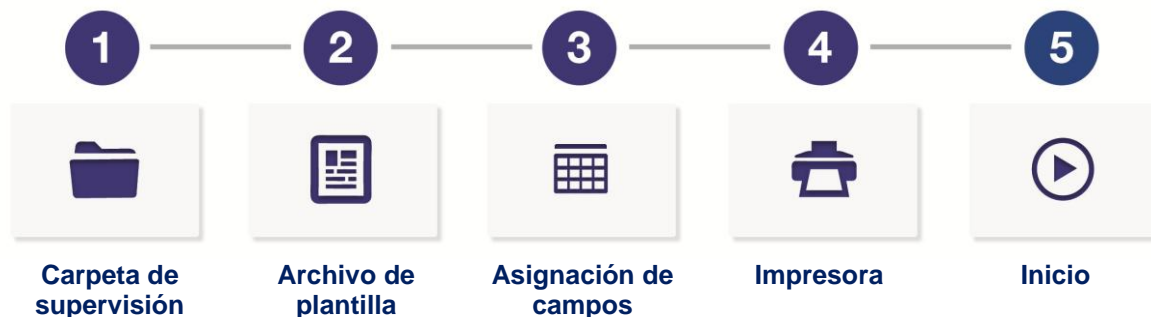 1 2 3 4 5
Carpeta de supervisión
Archivo de plantilla
Asignación de campos
Impresora
Inicio